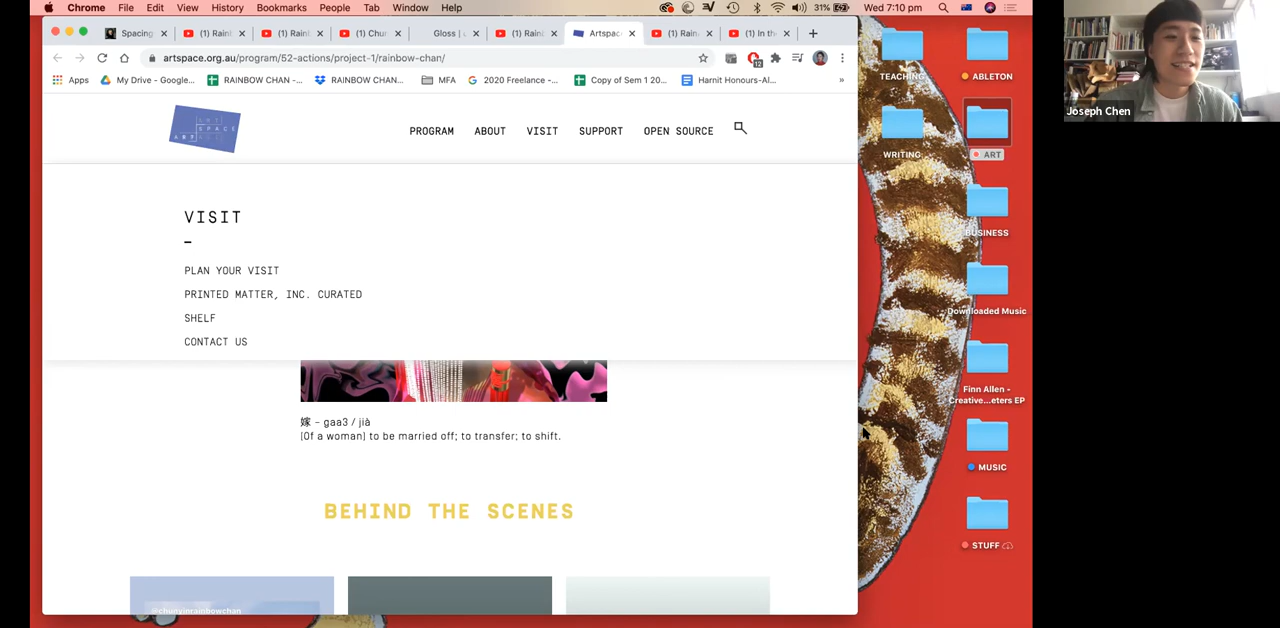 Chrome File Edit View History Bookmarks People Tab Window Help
31% Wed 7:10 pm
Spacing
(1) Rain
(1) Rain
(1) Chu
Gloss |
(1) Rain
Artspac
(1) Rain
(1) In th
artspace.org.au/program/52-actions/project-1/rainbow-chan/
12
Apps My Drive - Google... RAINBOW CHAN -... RAINBOW CHAN... MFA 2020 Freelance -... Copy of Sem 1 20... Harnit Honours-Al... »
ART
SPACE
PROGRAM ABOUT VISIT SUPPORT OPEN SOURCE
VISIT
PLAN YOUR VISIT
PRINTED MATTER, INC. CURATED
SHELF
CONTACT US
嫁 - gaa3 / jià
(Of a woman) to be married off; to transfer; to shift.
BEHIND THE SCENES
@chunyinrainbowchan
TEACHING
ABLETON
WRITING
ART
BUSINESS
Downloaded Music
Finn Allen -
Creative...eters EP
MUSIC
STUFF
Joseph Chen